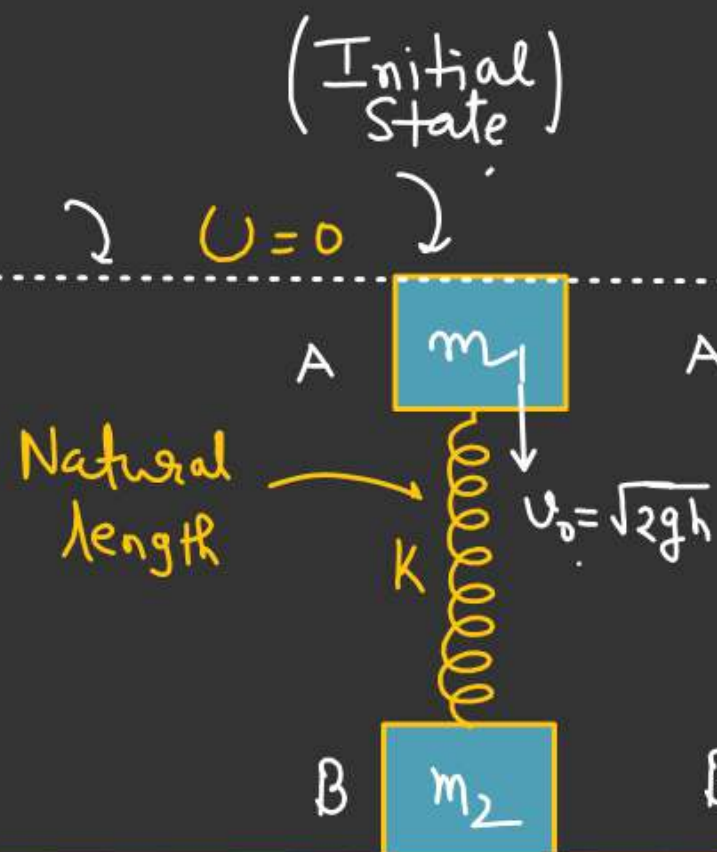 (Initial
State)
U = 0
A
m1
A
Natural
length
K
v0 = √2gh
B
m2